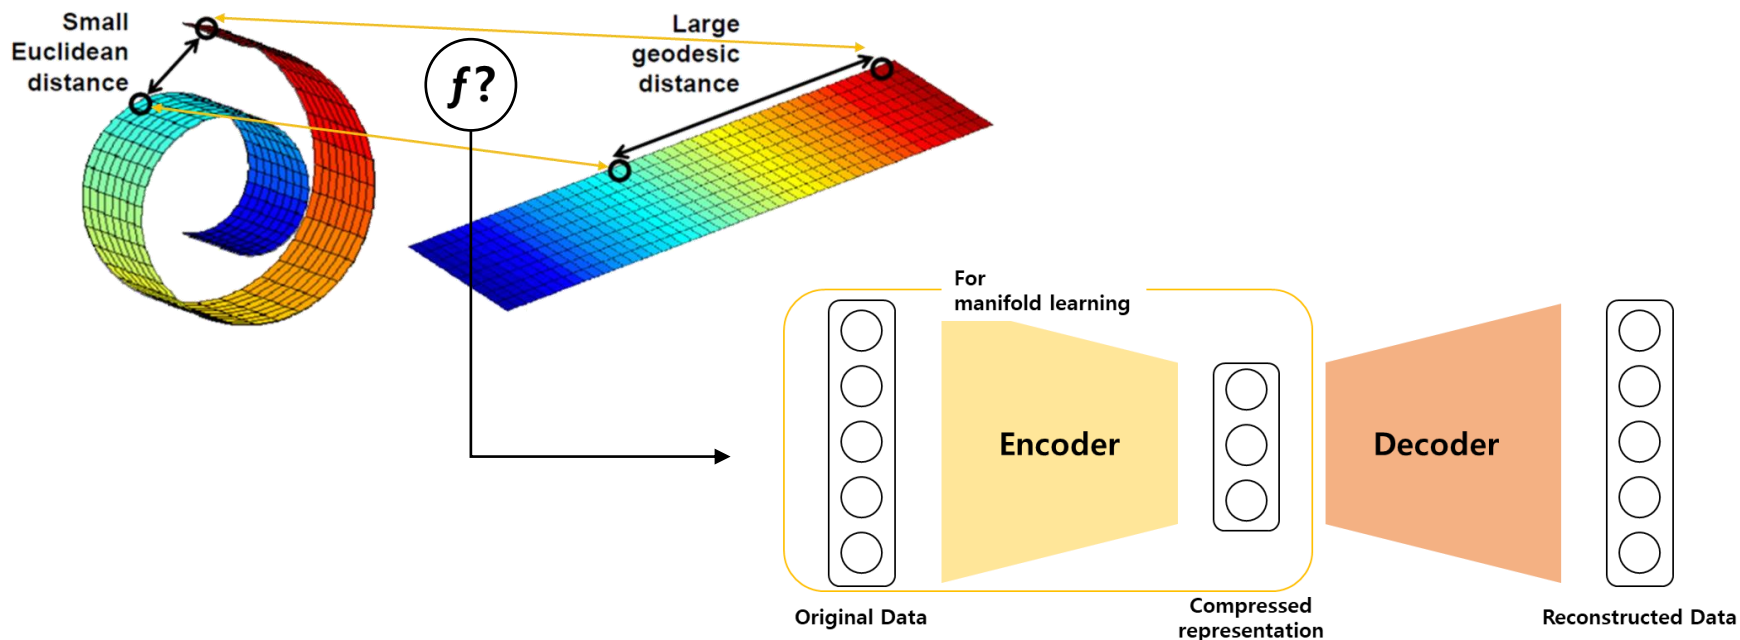 Small
Euclidean
distance
Large
geodesic
distance
f?
For
manifold learning
Encoder
Decoder
Original Data
Compressed
representation
Reconstructed Data